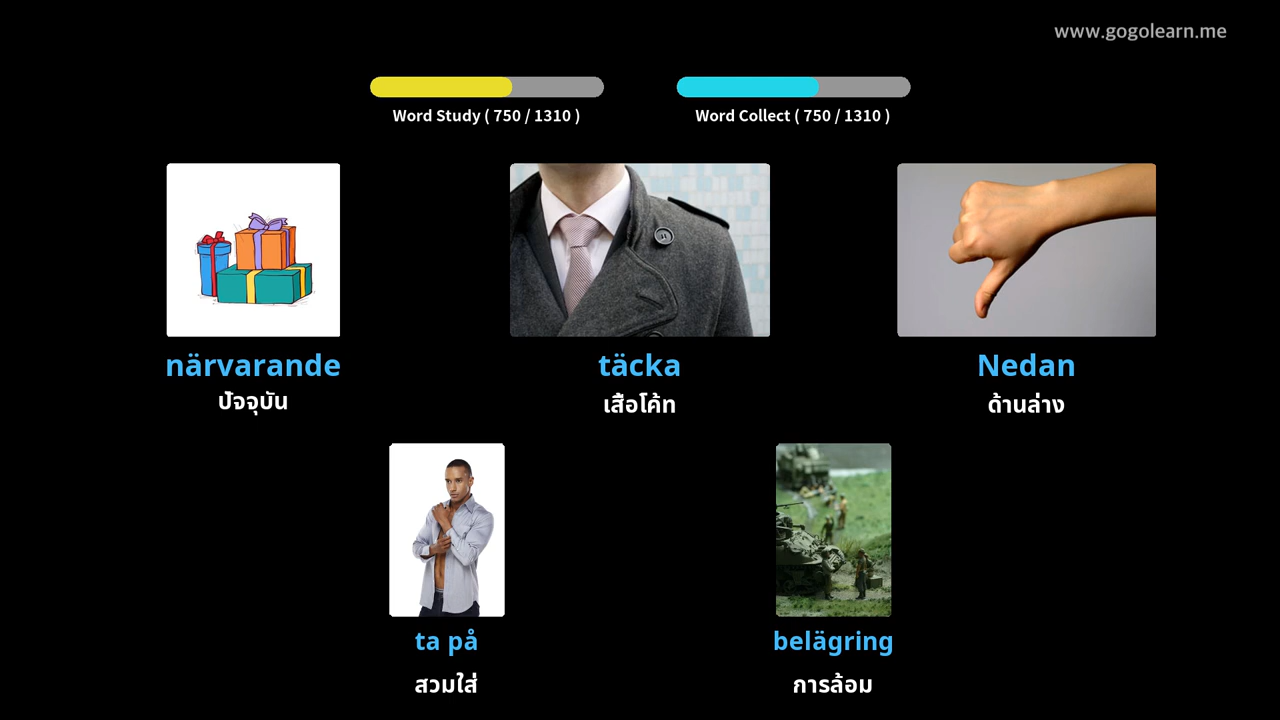 www.gogolearn.me
Word Study ( 750 / 1310 )
Word Collect ( 750 / 1310 )
närvarande
ปัจจุบัน
täcka
เสื้อโค้ท
Nedan
ด้านล่าง
ta på
สวมใส่
belägring
การล้อม